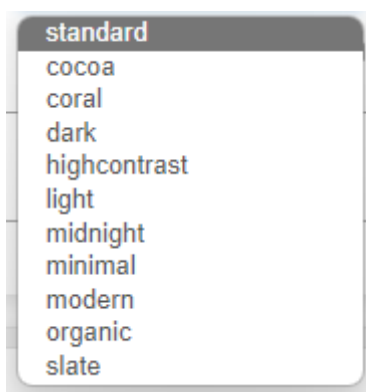 standard
cocoa
coral
dark
highcontrast
light
midnight
minimal
modern
organic
slate